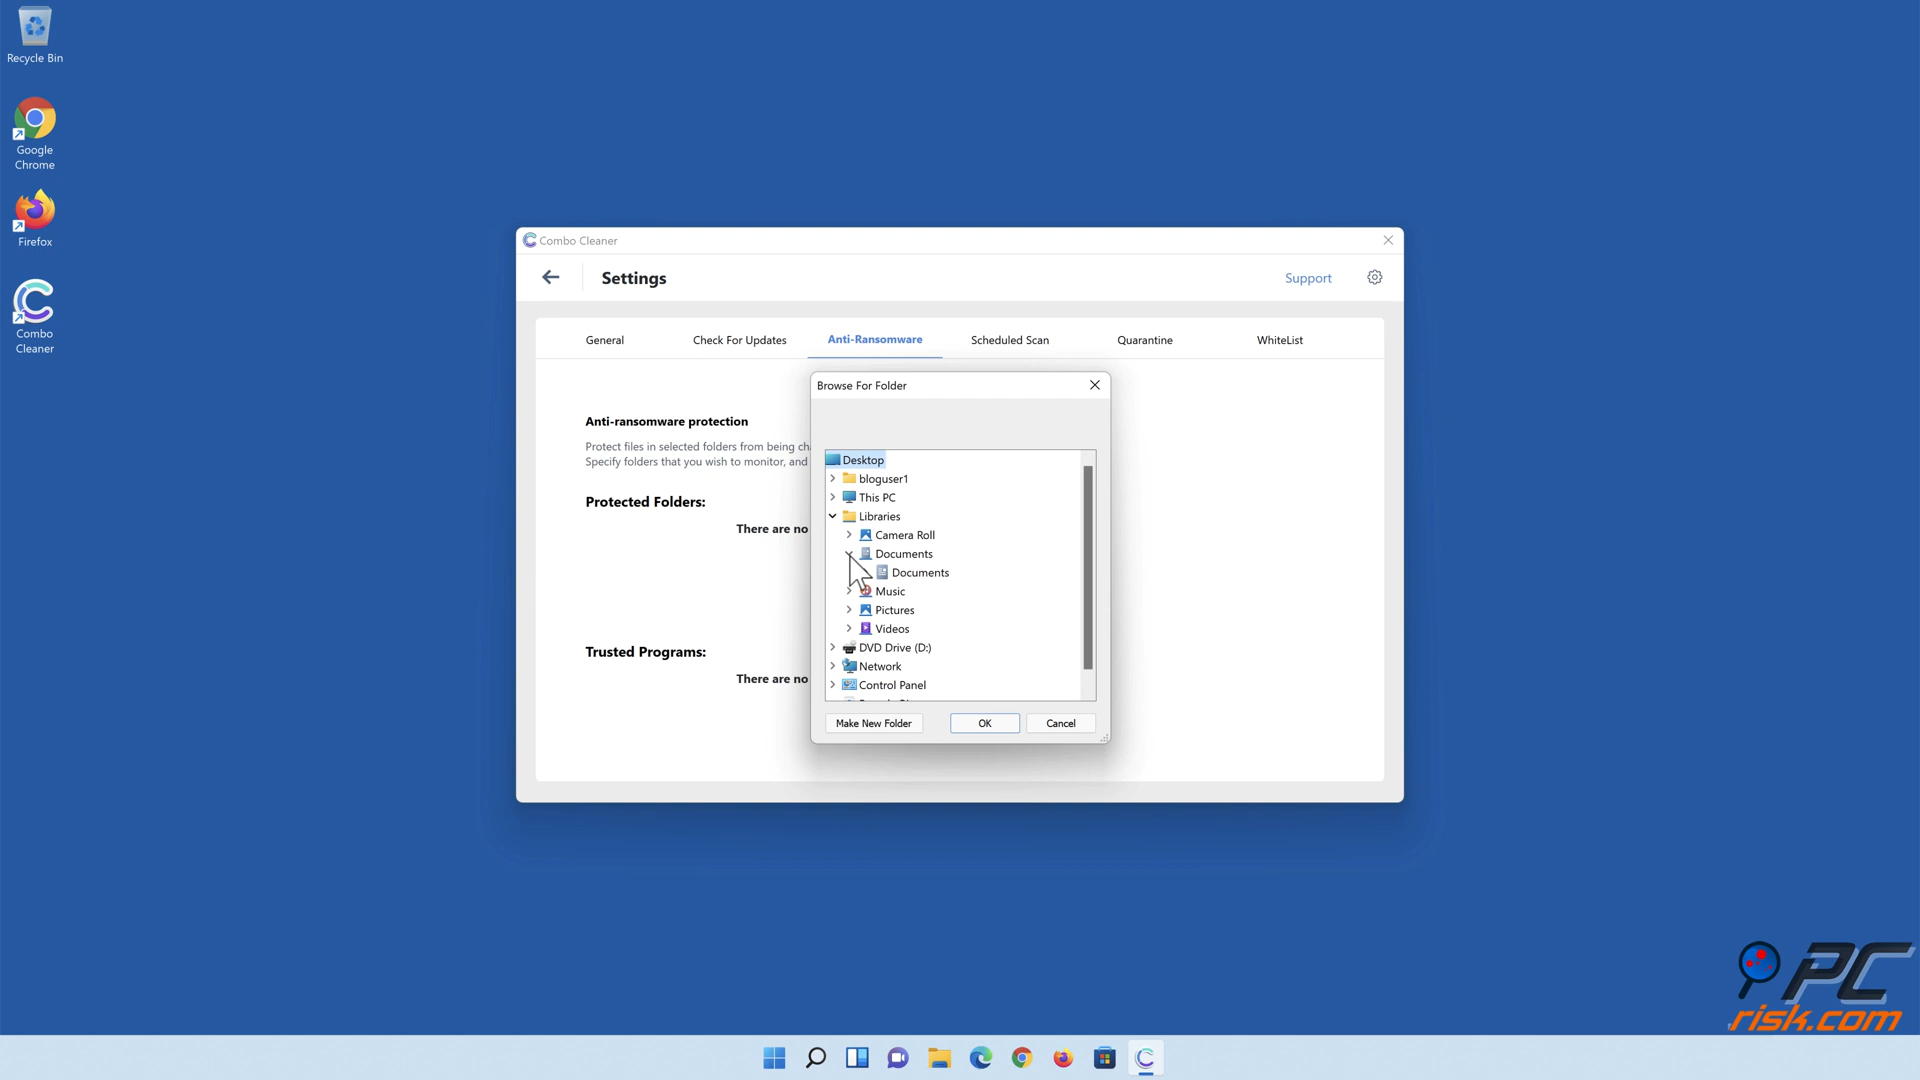 Recycle Bin
Google
Chrome
Firefox
Combo
Cleaner
Combo Cleaner
Settings
Support
General
Check For Updates
Anti-Ransomware
Scheduled Scan
Quarantine
WhiteList
Anti-ransomware protection
Protect files in selected folders from being
Specify folders that you wish to monitor, and
Protected Folders:
There are no
Trusted Programs:
There are no
Browse For Folder
Desktop
bloguser1
This PC
Libraries
Camera Roll
Documents
Documents
Music
Pictures
Videos
DVD Drive (D:)
Network
Control Panel
Make New Folder
OK
Cancel
PC
risk.com